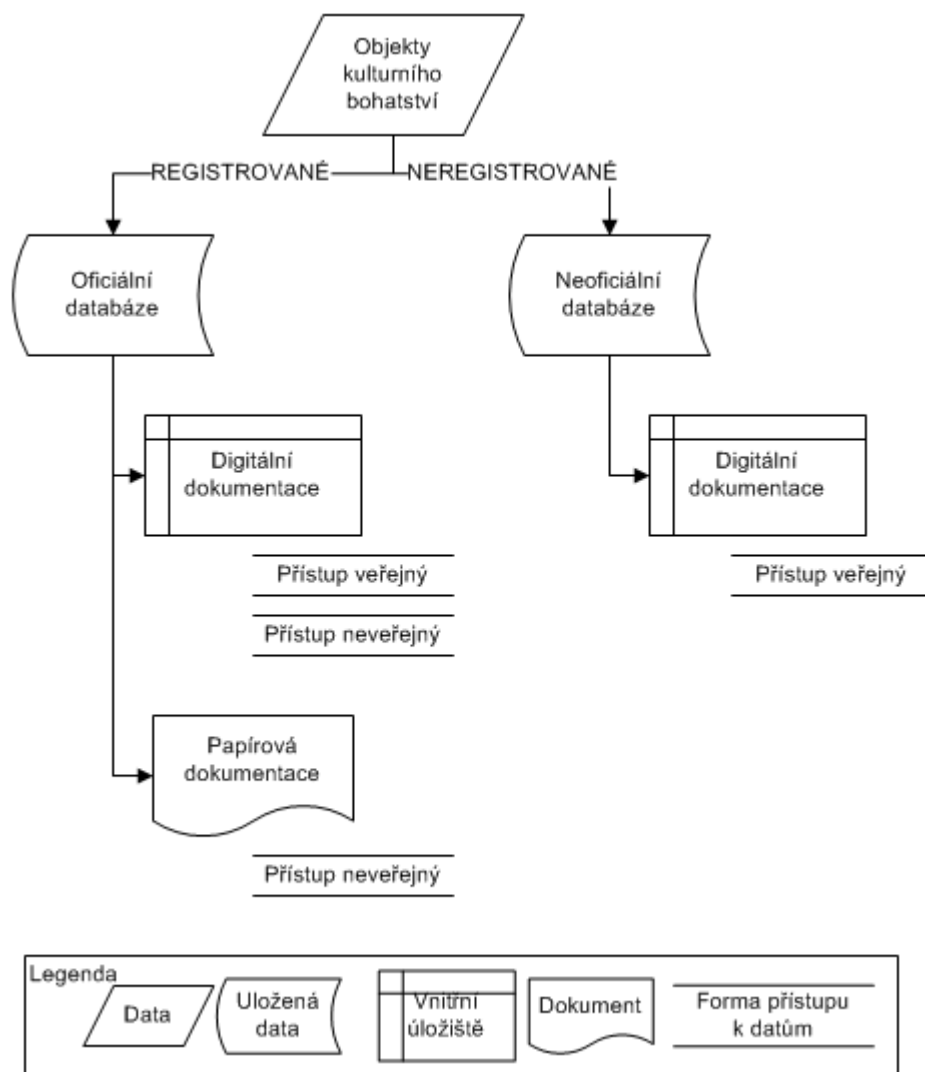 Objekty
kulturního
bohatství
REGISTROVANÉ
NEREGISTROVANÉ
Oficiální
databáze
Neoficiální
databáze
Digitální
dokumentace
Digitální
dokumentace
Přístup veřejný
Přístup veřejný
Přístup neveřejný
Papírová
dokumentace
Přístup neveřejný
Legenda
Data
Uložená
data
Vnitřní
úložiště
Dokument
Forma přístupu
k datům